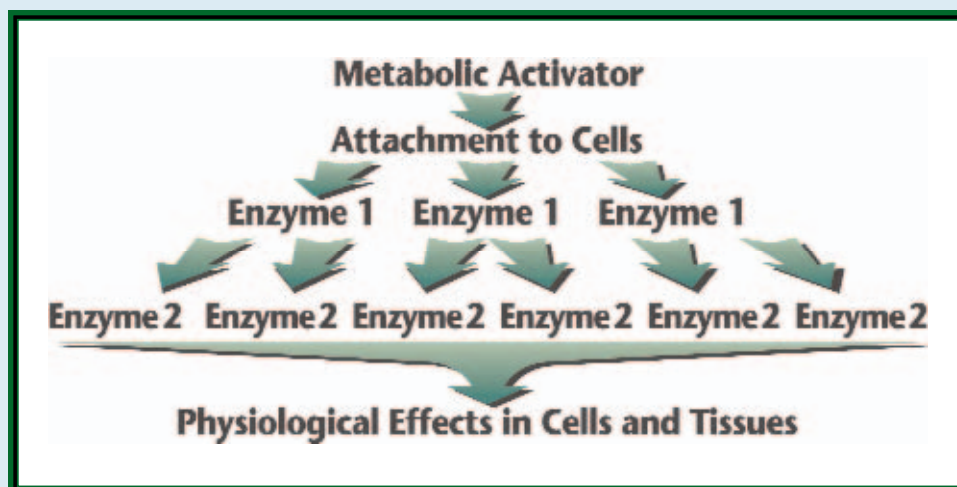 Metabolic Activator
Attachment to Cells
Enzyme 1 Enzyme 1 Enzyme 1
Enzyme 2 Enzyme 2 Enzyme 2 Enzyme 2 Enzyme 2 Enzyme 2
Physiological Effects in Cells and Tissues